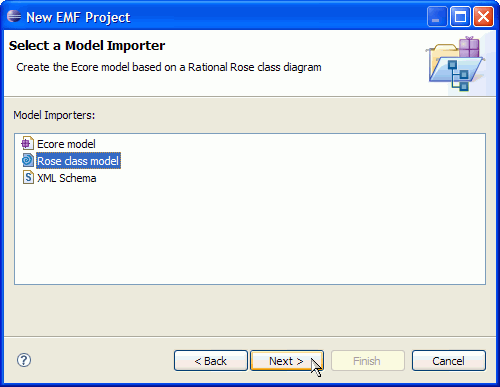 New EMF Project
Select a Model Importer
Create the Ecore model based on a Rational Rose class diagram
Model Importers:
Ecore model
Rose class model
XML Schema
? < Back Next > Finish Cancel